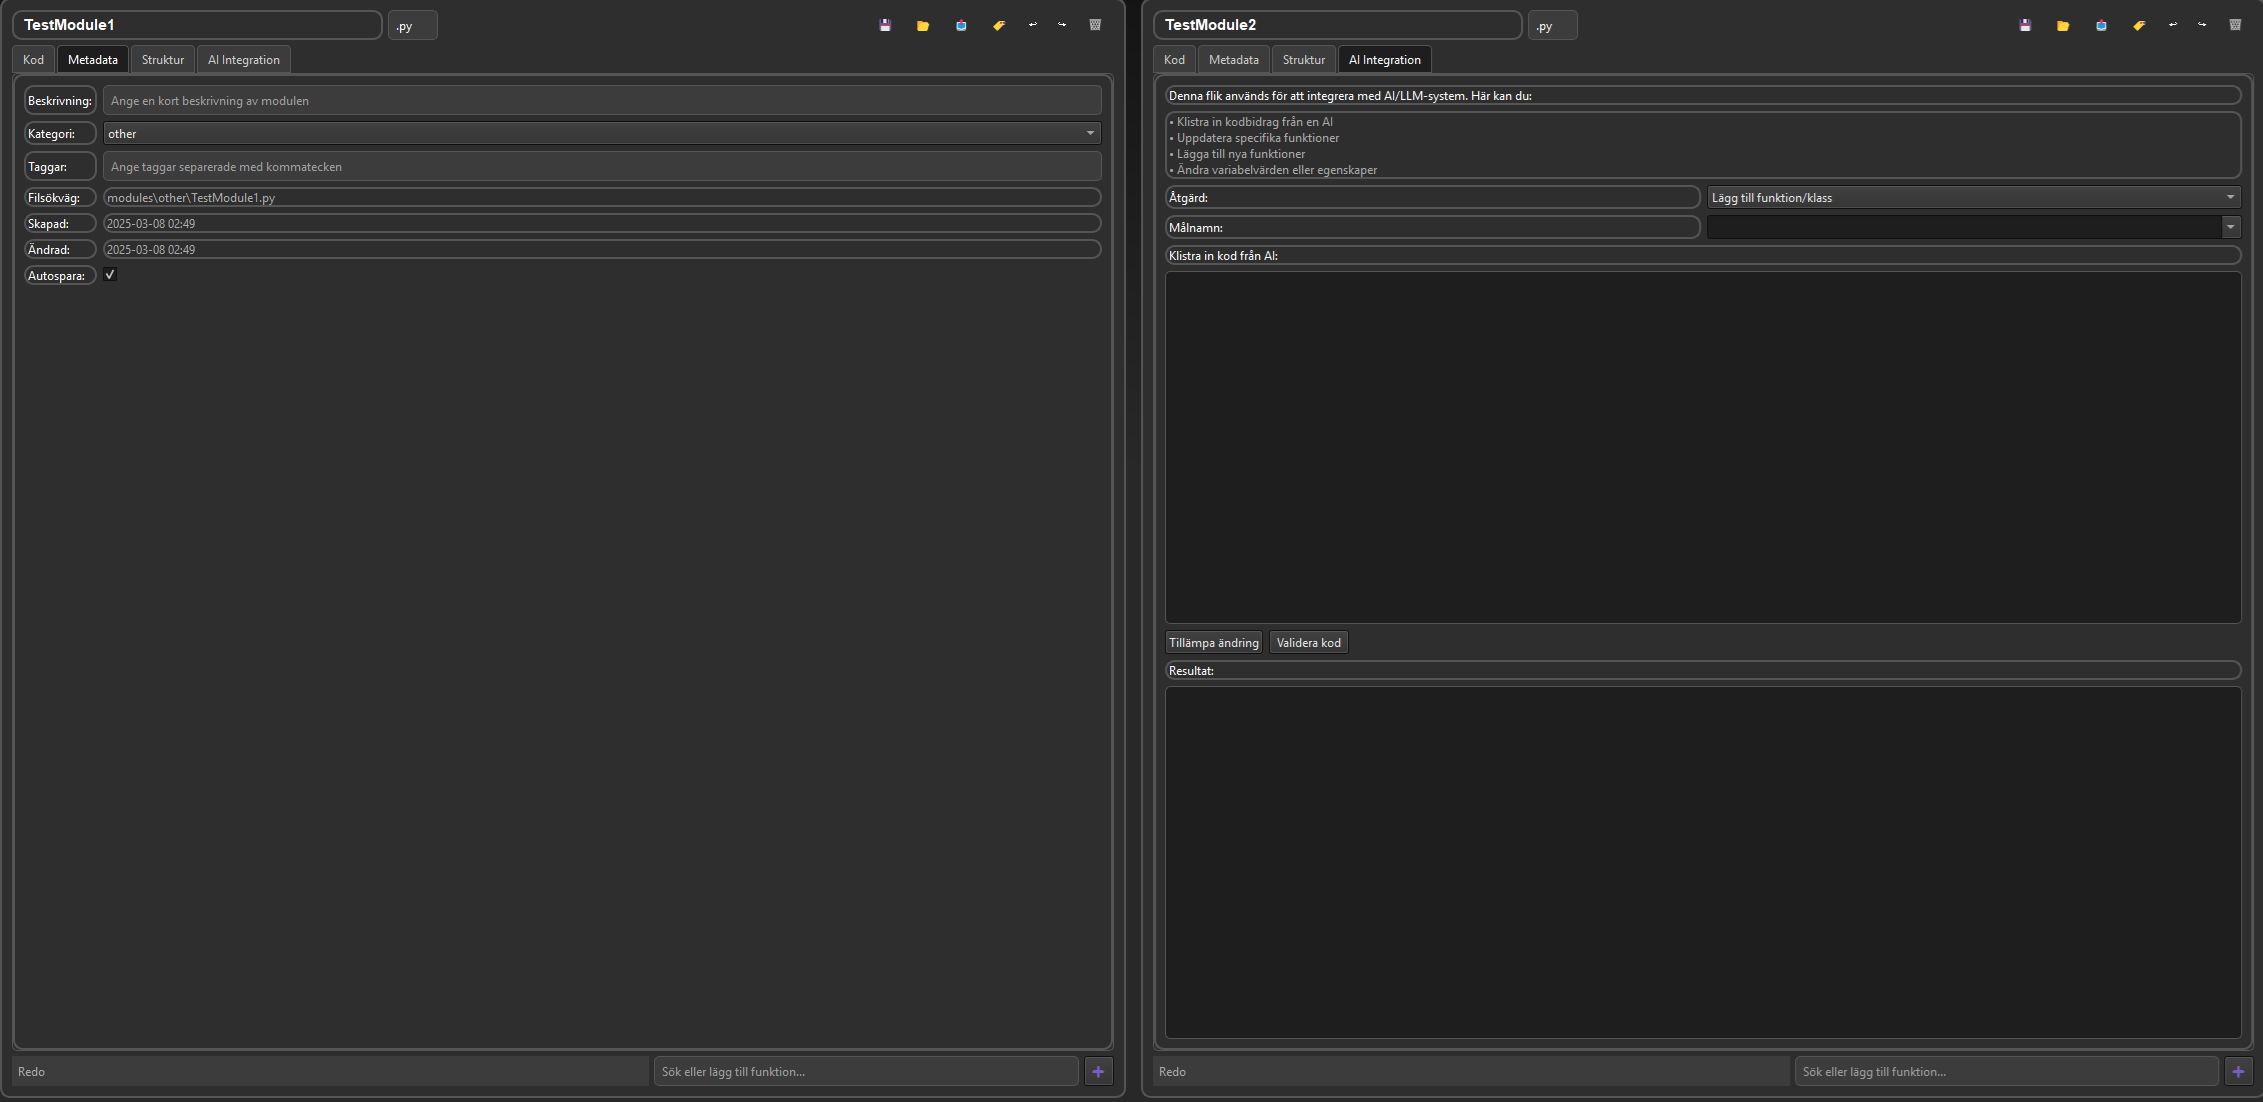 TestModule1
.py
Kod
Metadata
Struktur
AI Integration
Beskrivning:
Ange en kort beskrivning av modulen
Kategori:
other
Taggar:
Ange taggar separerade med kommatecken
Filsökväg:
modules\other\TestModule1.py
Skapad:
2025-03-08 02:49
Ändrad:
2025-03-08 02:49
Autospara:
Redo
Sök eller lägg till funktion...
+
TestModule2
.py
Kod
Metadata
Struktur
AI Integration
Denna flik används för att integrera med AI/LLM-system. Här kan du:
• Klistra in kodbidrag från en AI
• Uppdatera specifika funktioner
• Lägga till nya funktioner
• Ändra variabelvärden eller egenskaper
Åtgärd:
Lägg till funktion/klass
Målnamn:
Klistra in kod från AI:
Tillämpa ändring
Validera kod
Resultat:
Redo
Sök eller lägg till funktion...
+